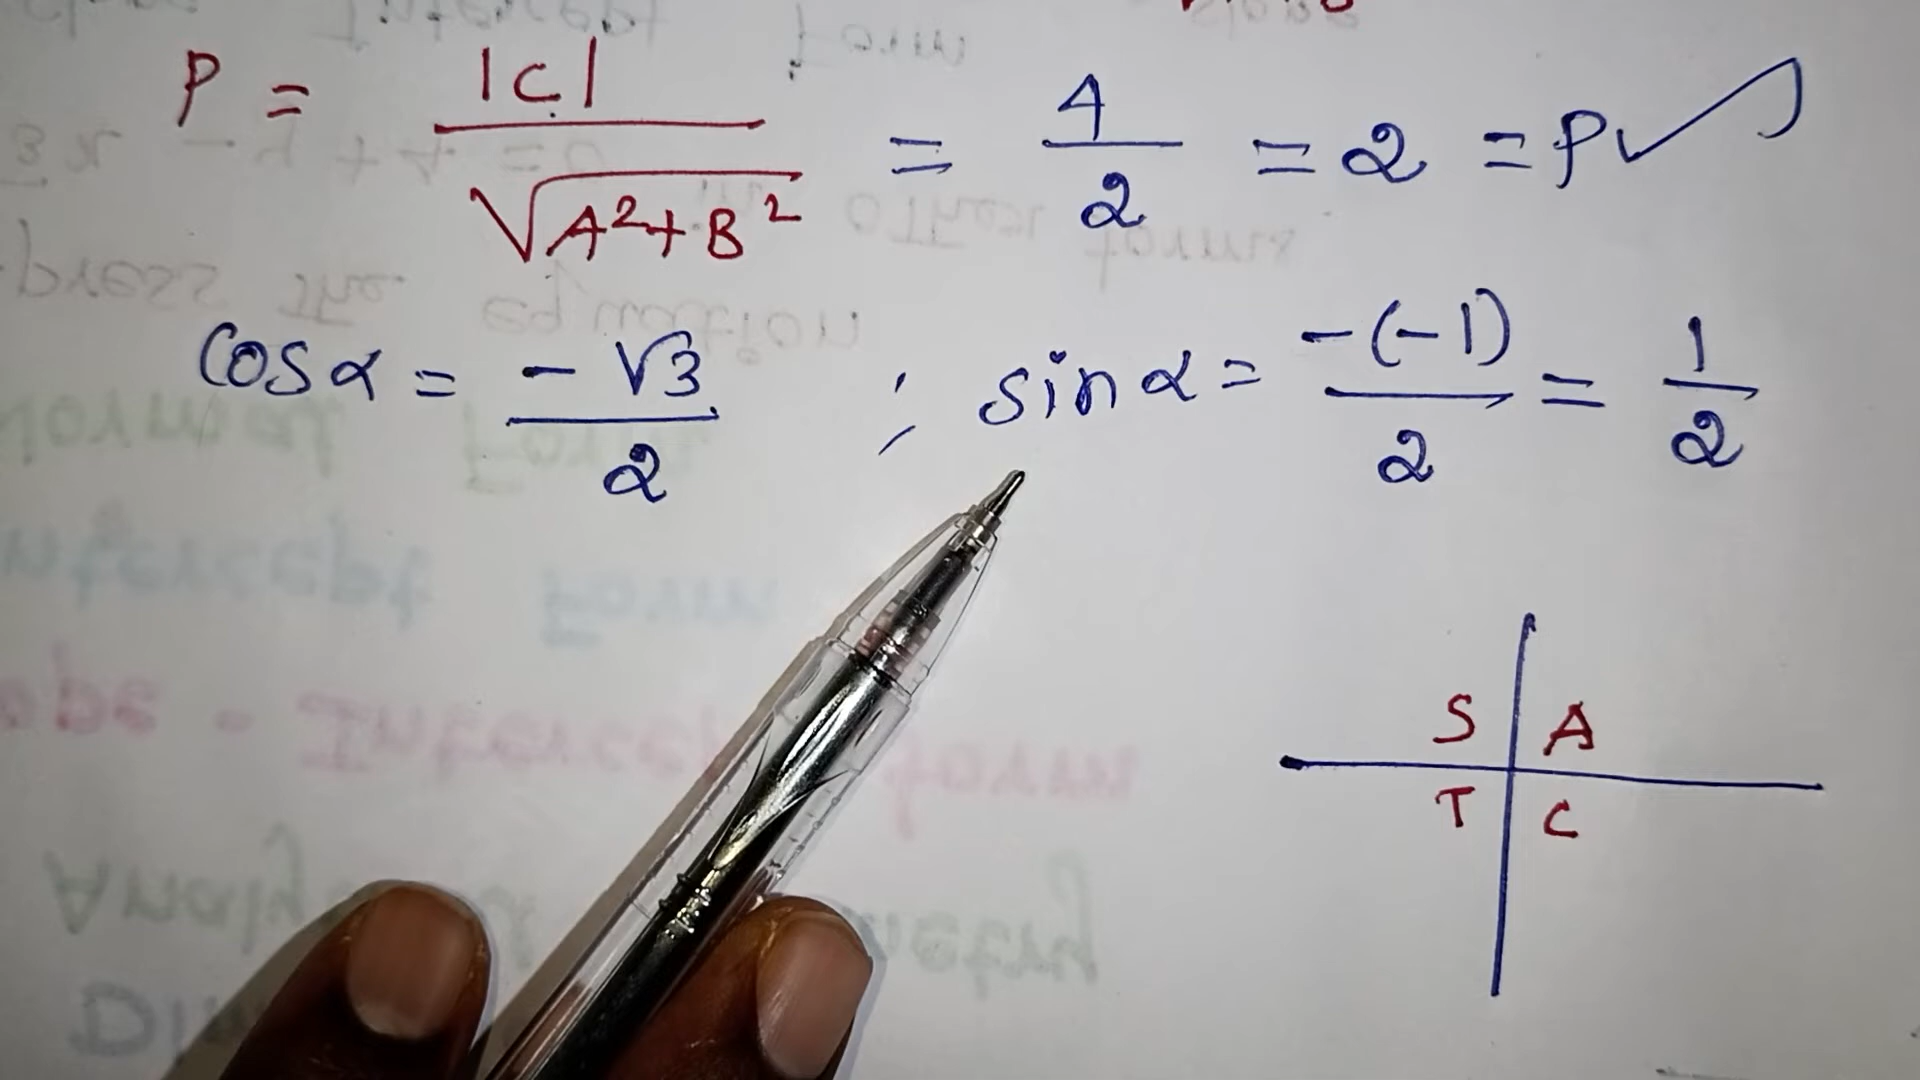 P = |C| / √A²+B² = 4/2 = 2 = P ✓
cos α = -√3/2 ; sin α = -(-1)/2 = 1/2
S A
T C